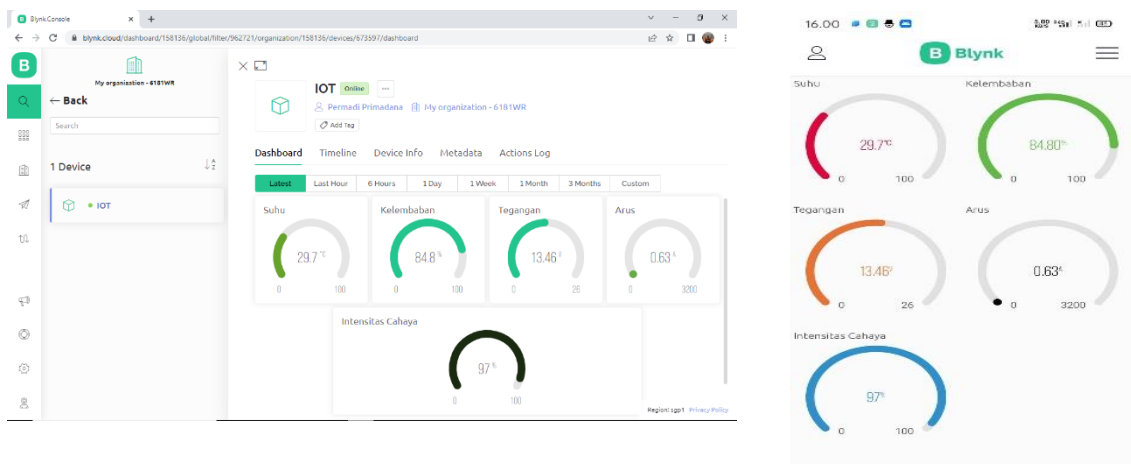 Blynk.Console
blynk.cloud/dashboard/158136/global/filter/962721/organization/158136/devices/673597/dashboard
B
My organization - 6181WR
← Back
Search
1 Device
IOT
IOT Online ...
Permadi Primadana My organization - 6181WR
Add Tag
Dashboard Timeline Device Info Metadata Actions Log
Latest Last Hour 6 Hours 1 Day 1 Week 1 Month 3 Months Custom
Suhu Kelembaban Tegangan Arus
29.7 °C 84.8 % 13.46 V 0.63 A
0 100 0 100 0 26 0 3200
Intensitas Cahaya
97 %
0 100
Region: sgp1 Privacy Policy
16.00
B Blynk
Suhu Kelembaban
29.7°C 84.80%
0 100 0 100
Tegangan Arus
13.46V 0.63A
0 26 0 3200
Intensitas Cahaya
97%
0 100